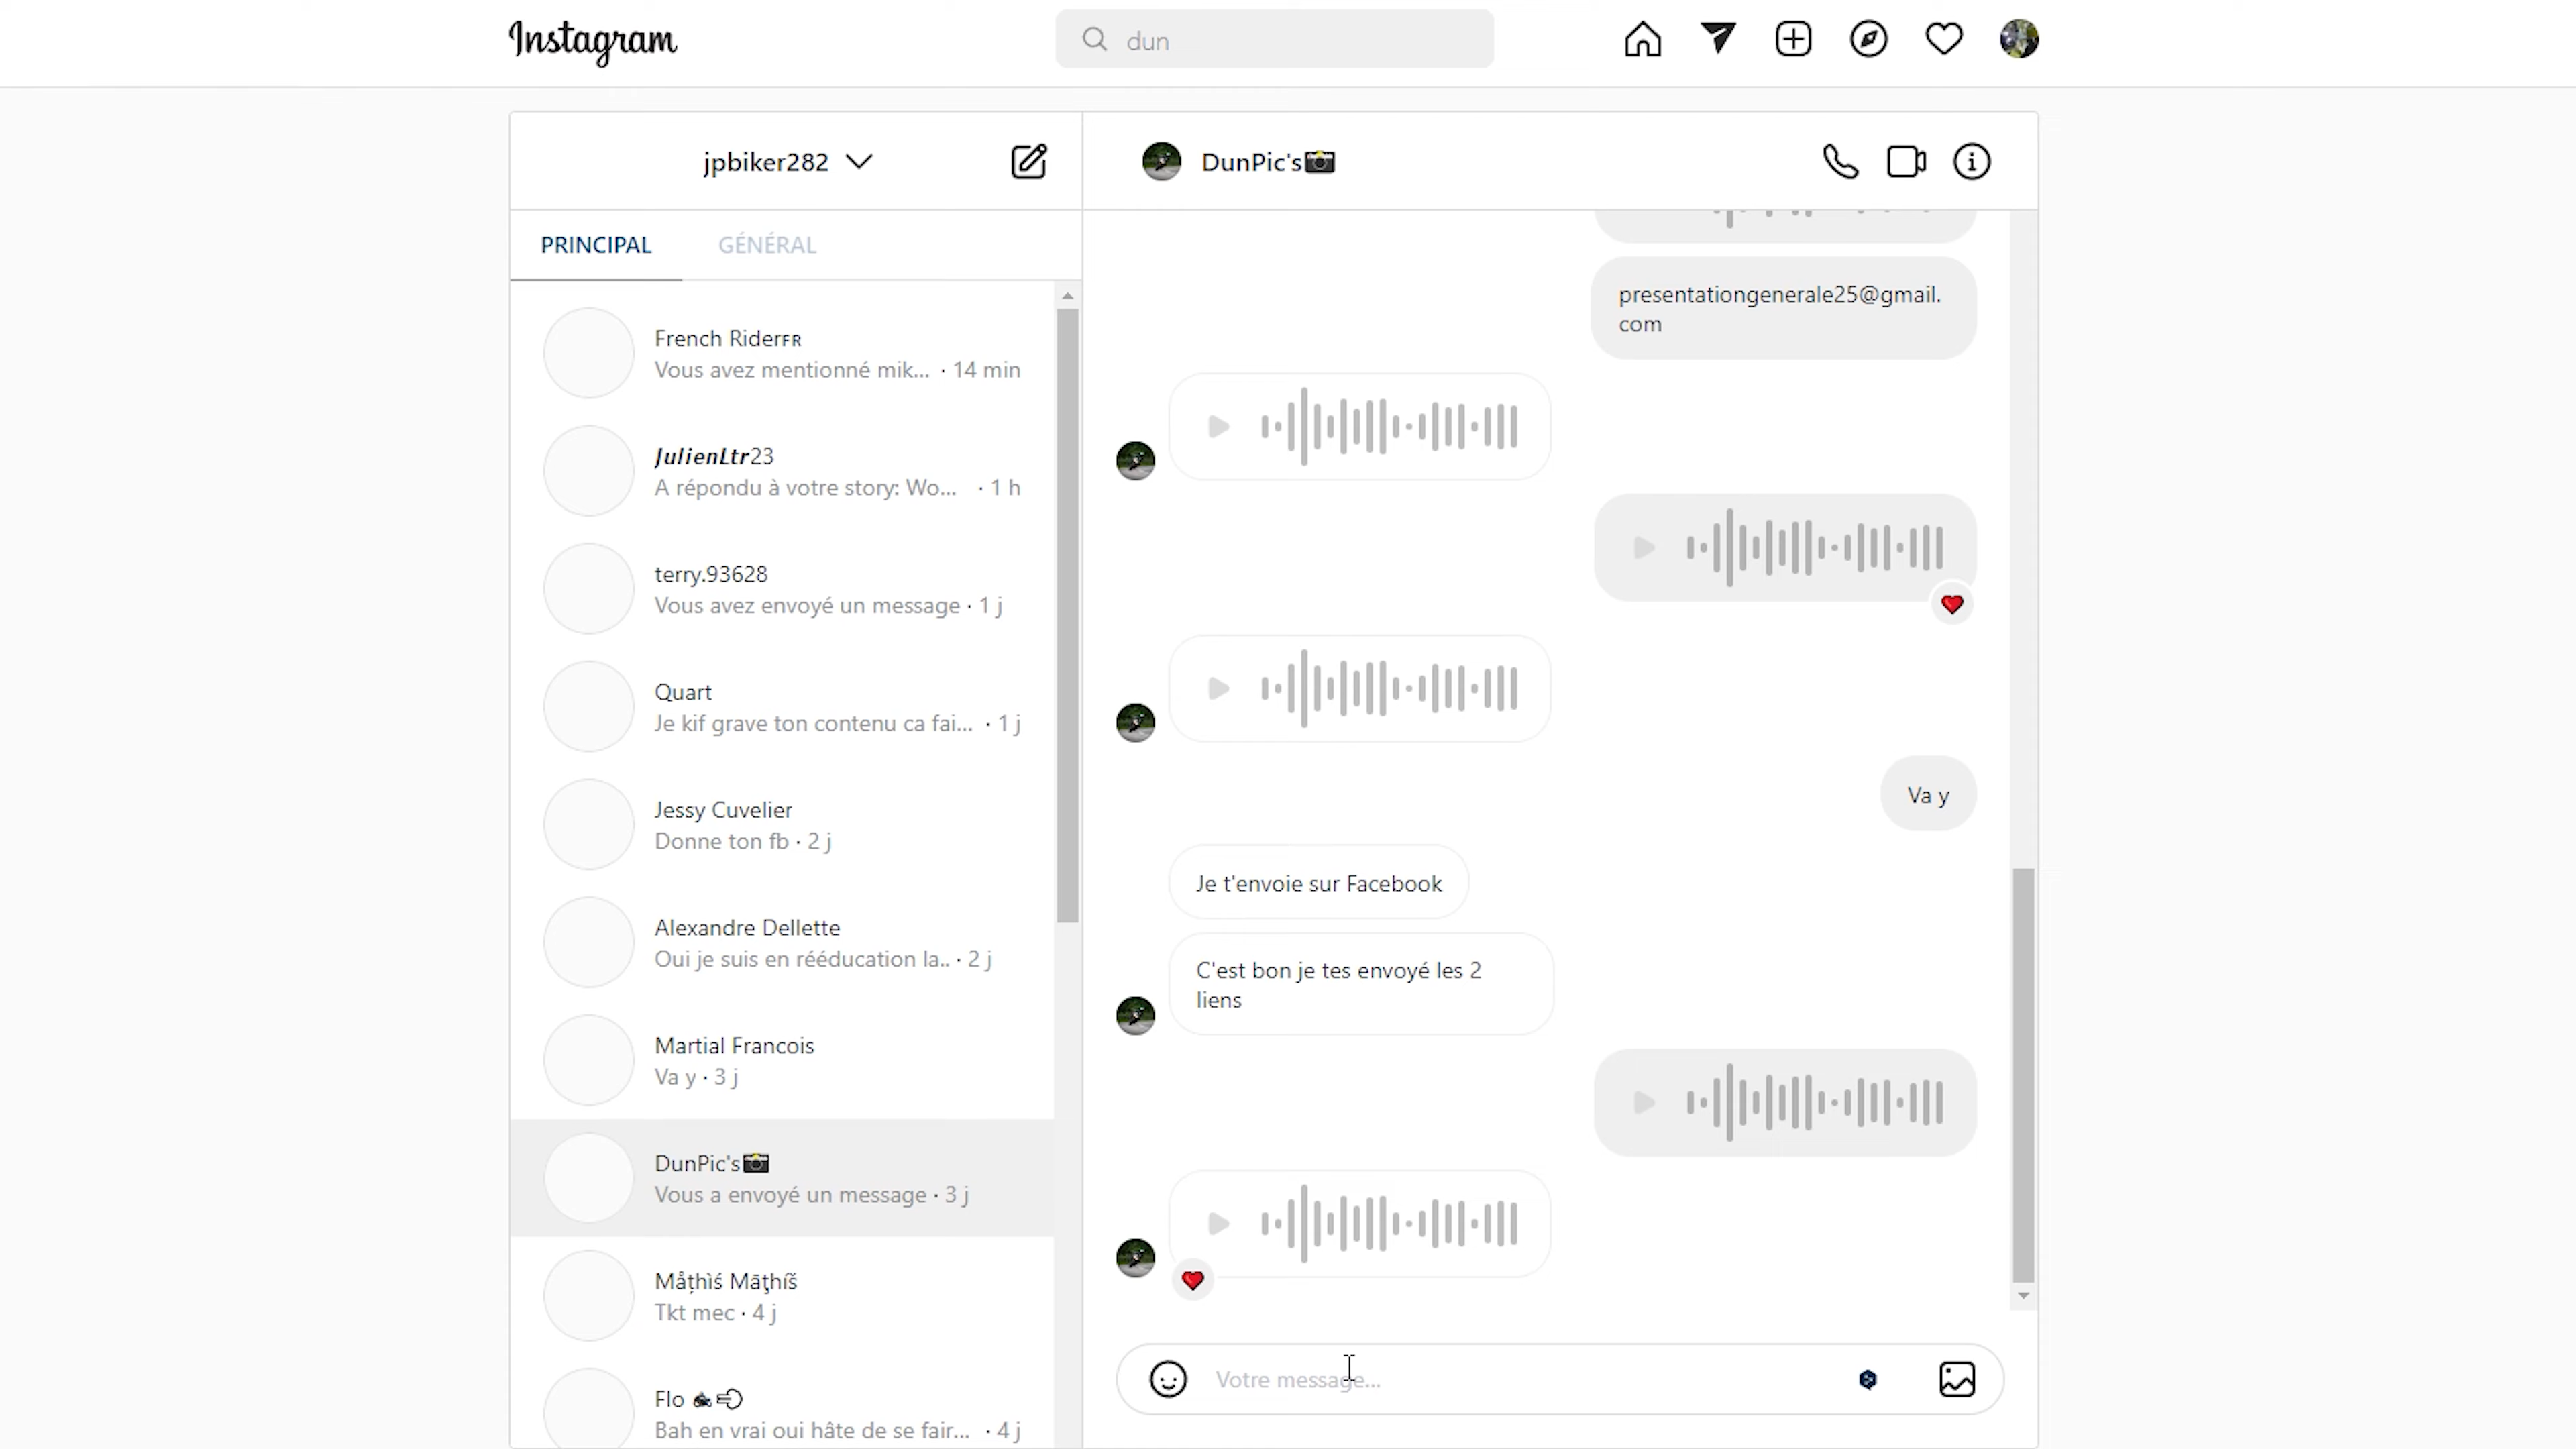 Instagram
dun
jpbiker282
PRINCIPAL
GÉNÉRAL
French RiderFR
Vous avez mentionné mik... · 14 min
JulienLtr23
A répondu à votre story: Wo... · 1 h
terry.93628
Vous avez envoyé un message · 1 j
Quart
Je kif grave ton contenu ca fai... · 1 j
Jessy Cuvelier
Donne ton fb · 2 j
Alexandre Dellette
Oui je suis en rééducation la.. · 2 j
Martial Francois
Va y · 3 j
DunPic's📷
Vous a envoyé un message · 3 j
Måțhìś Māţhíš
Tkt mec · 4 j
Flo 🏍💨
Bah en vrai oui hâte de se fair... · 4 j
DunPic's📷
presentationgenerale25@gmail.
com
Va y
Je t'envoie sur Facebook
C'est bon je tes envoyé les 2
liens
Votre message...